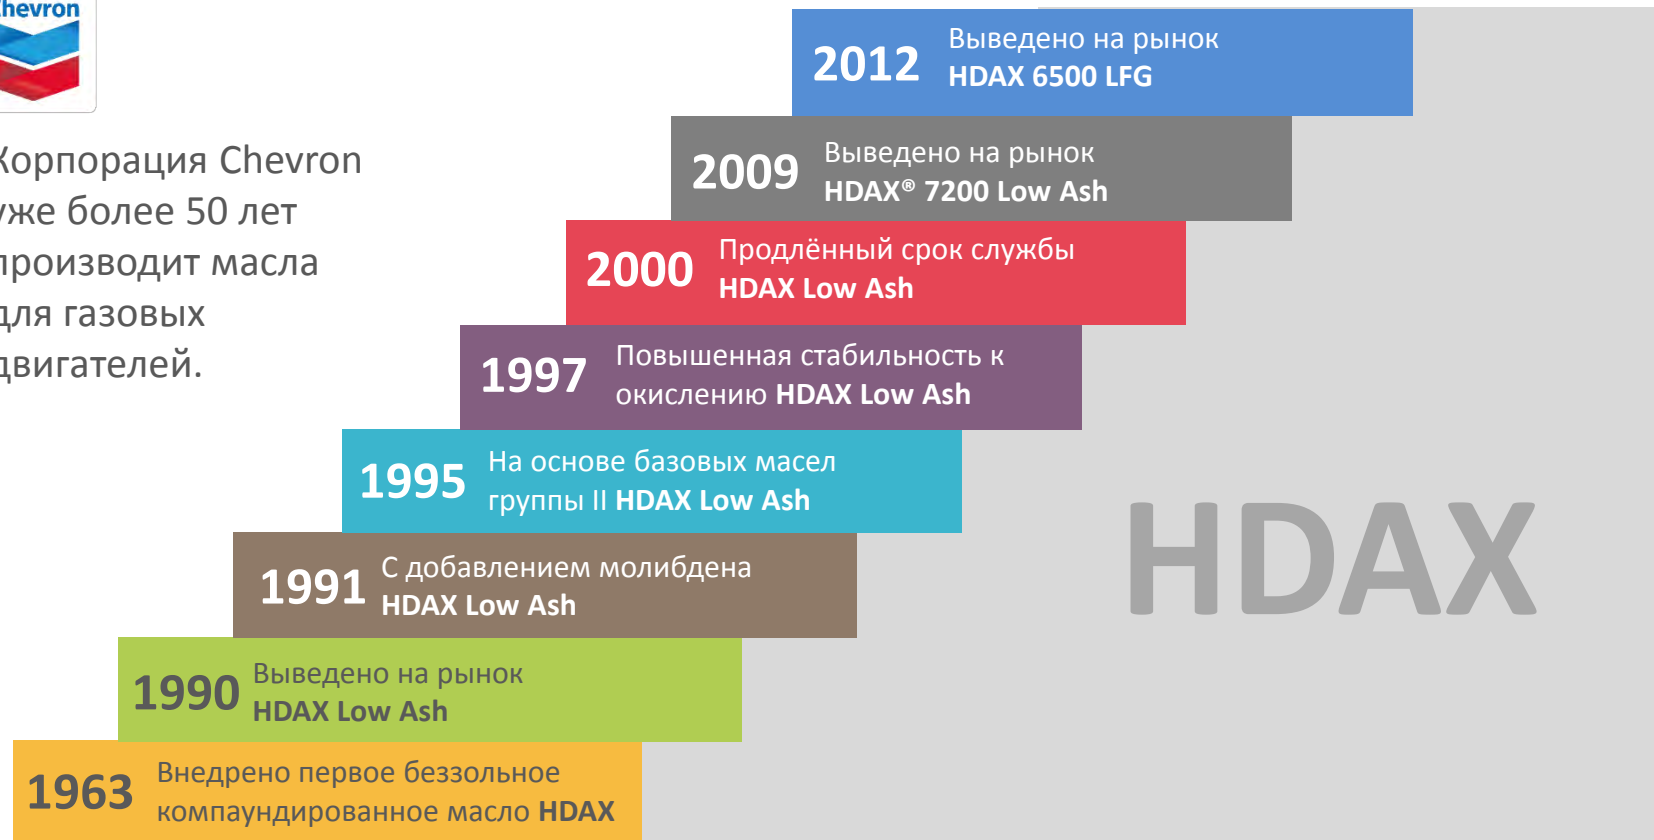 Chevron
Корпорация Chevron
уже более 50 лет
производит масла
для газовых
двигателей.
2012
Выведено на рынок
HDAX 6500 LFG
2009
Выведено на рынок
HDAX® 7200 Low Ash
2000
Продлённый срок службы
HDAX Low Ash
1997
Повышенная стабильность к
окислению HDAX Low Ash
1995
На основе базовых масел
группы II HDAX Low Ash
1991
С добавлением молибдена
HDAX Low Ash
1990
Выведено на рынок
HDAX Low Ash
1963
Внедрено первое беззольное
компаундированное масло HDAX
HDAX